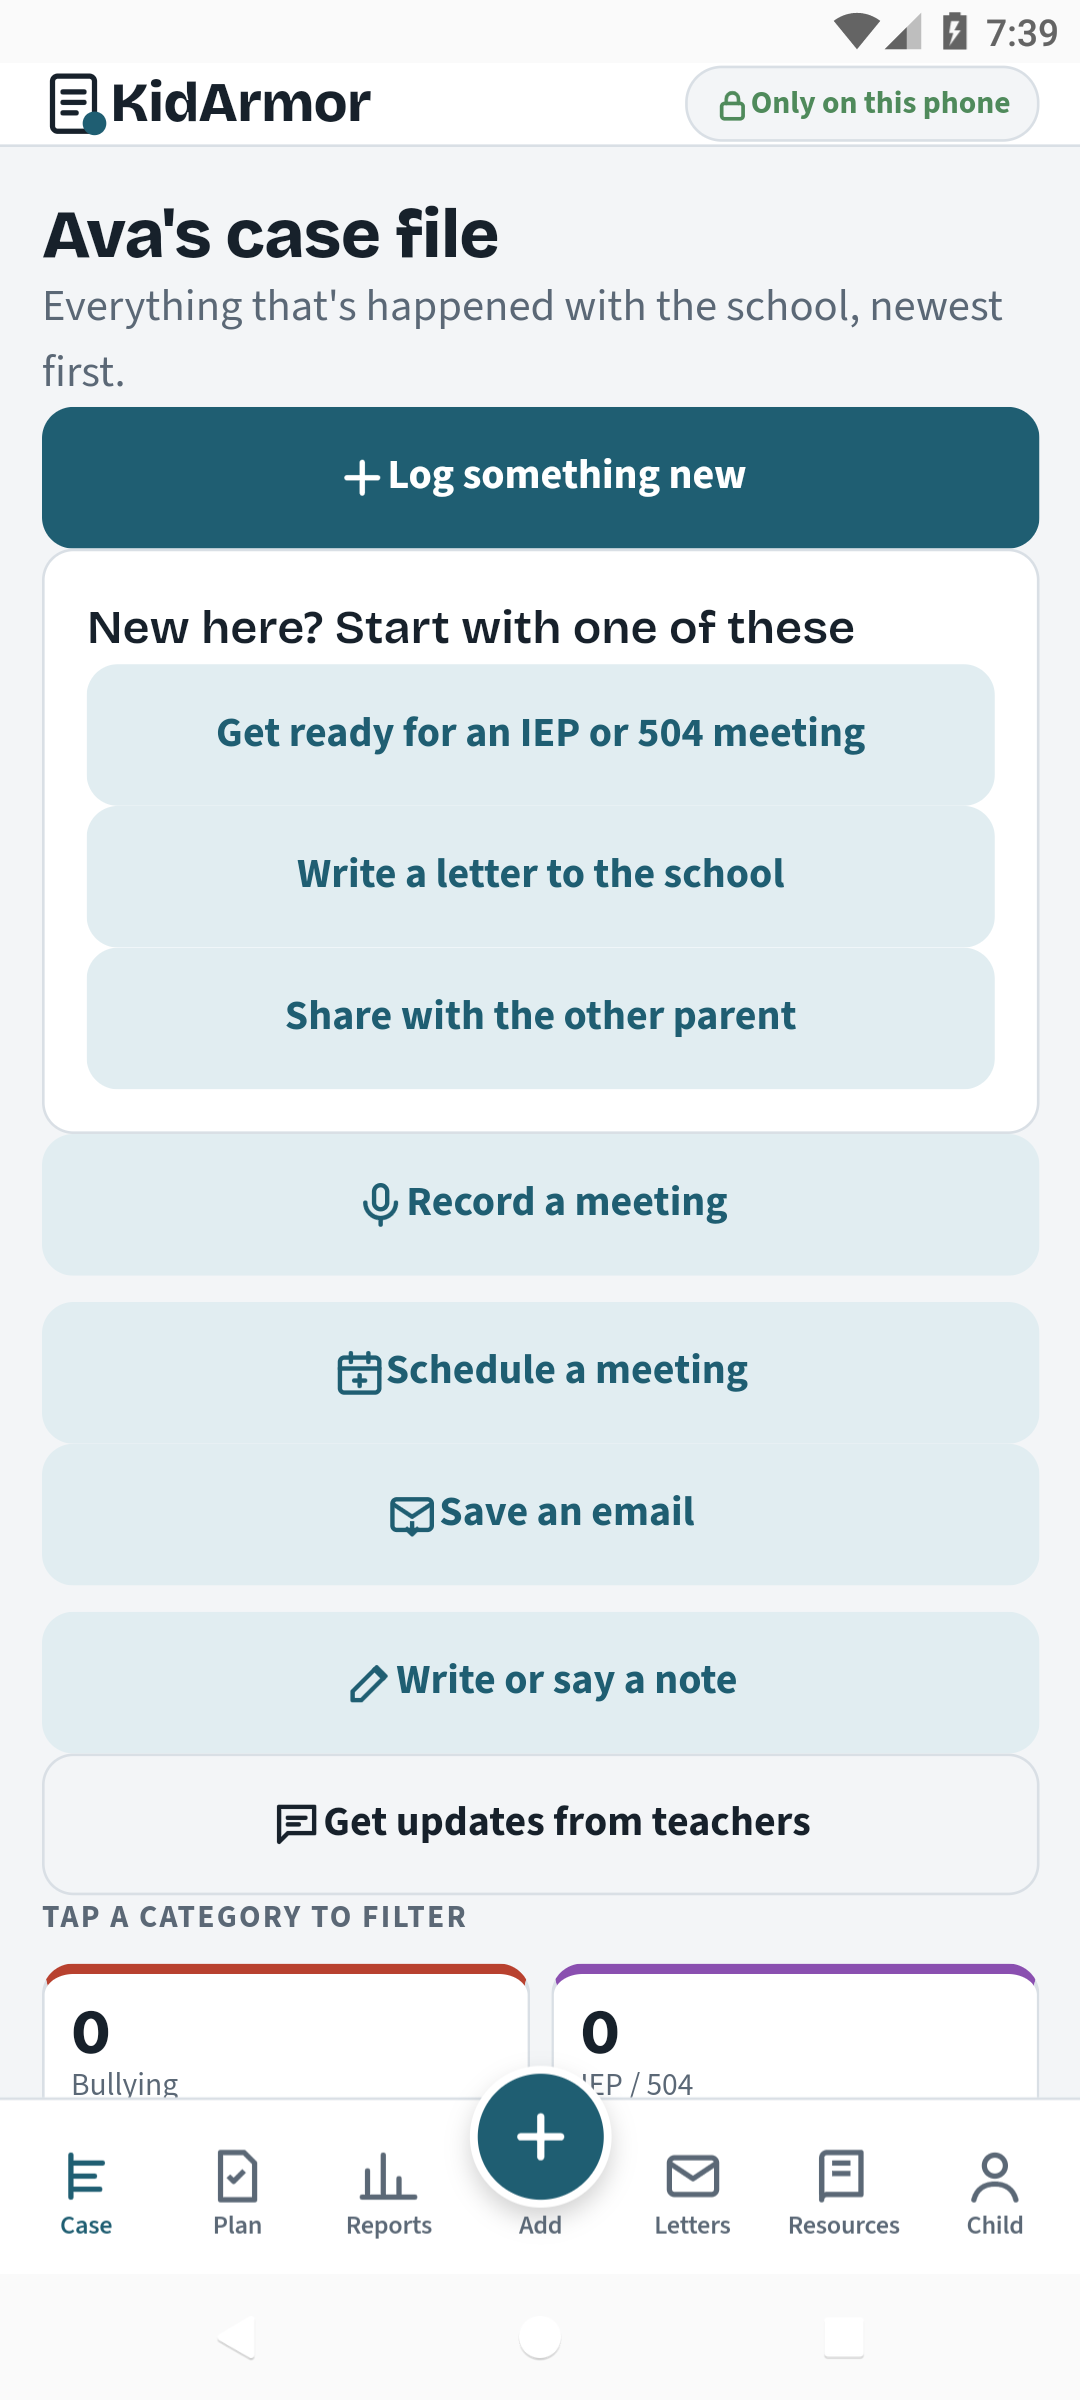 7:39
KidArmor
Only on this phone
Ava's case file
Everything that's happened with the school, newest
first.
Log something new
New here? Start with one of these
Get ready for an IEP or 504 meeting
Write a letter to the school
Share with the other parent
Record a meeting
Schedule a meeting
Save an email
Write or say a note
Get updates from teachers
TAP A CATEGORY TO FILTER
0
0
Bullying
IEP / 504
Case
Plan
Reports
Add
Letters
Resources
Child